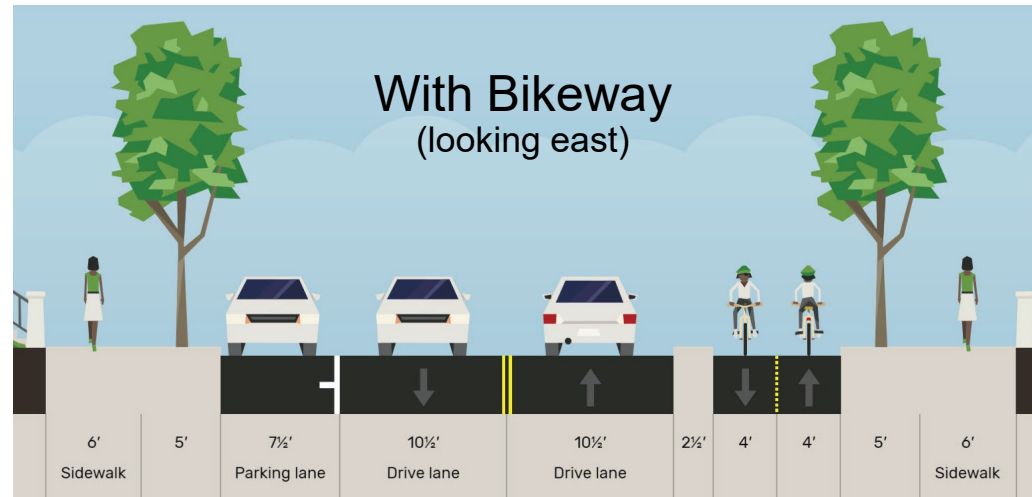 With Bikeway
(looking east)
6′ 5′ 7½′ 10½′ 10½′ 2½′ 4′ 4′ 5′ 6′
Sidewalk Parking lane Drive lane Drive lane Sidewalk